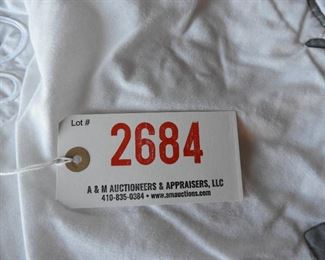 Lot #
2684
A & M AUCTIONEERS & APPRAISERS, LLC
410-835-0384 • www.amauctions.com